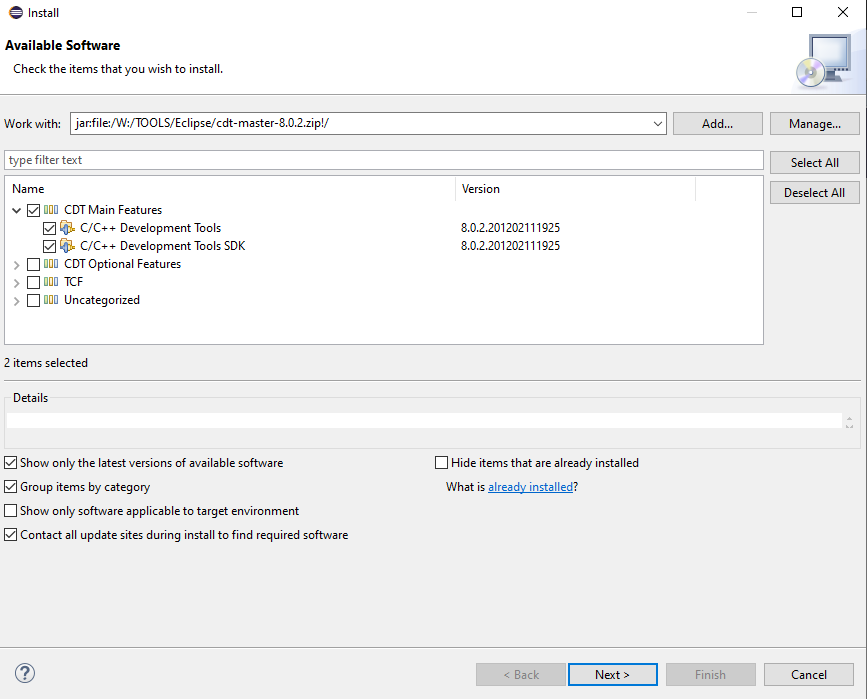 Install
Available Software
Check the items that you wish to install.
Work with: jar:file:/W:/TOOLS/Eclipse/cdt-master-8.0.2.zip!/ Add... Manage...
type filter text Select All
Name Version Deselect All
CDT Main Features
C/C++ Development Tools 8.0.2.201202111925
C/C++ Development Tools SDK 8.0.2.201202111925
CDT Optional Features
TCF
Uncategorized
2 items selected
Details
Show only the latest versions of available software Hide items that are already installed
Group items by category What is already installed?
Show only software applicable to target environment
Contact all update sites during install to find required software
? < Back Next > Finish Cancel